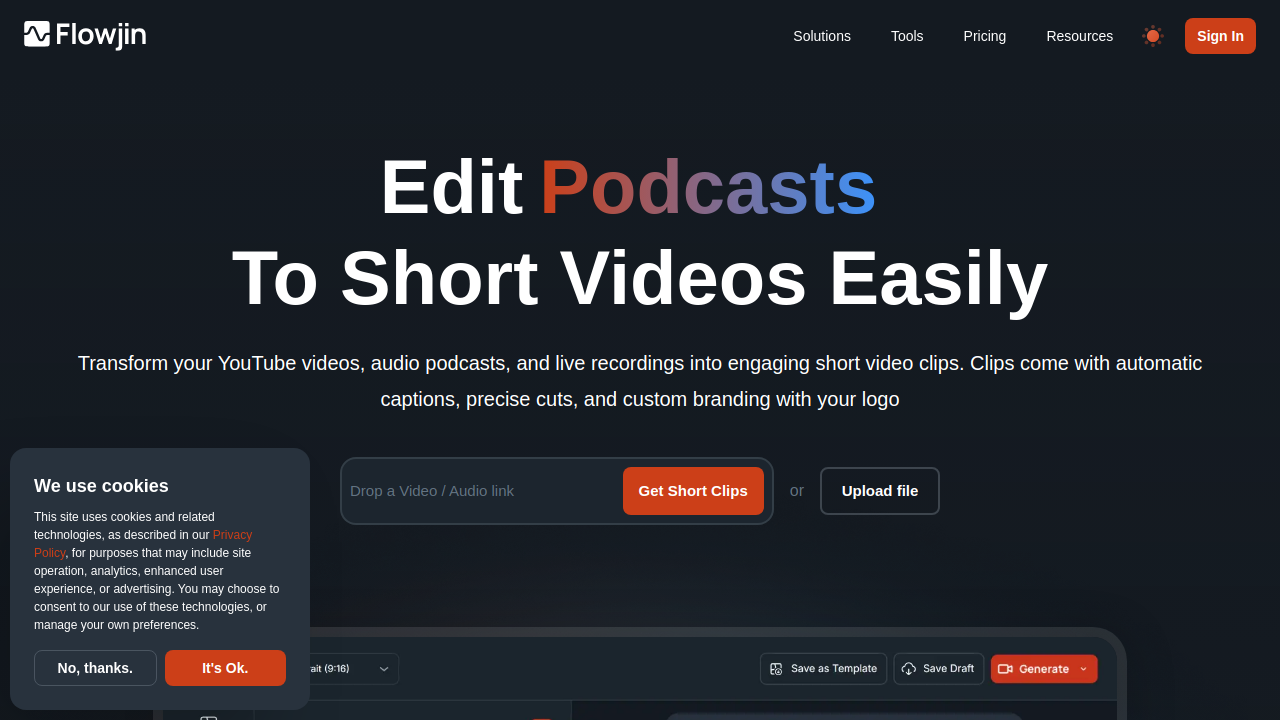 Flowjin
Solutions
Tools
Pricing
Resources
Sign In
Edit Podcasts
To Short Videos Easily
Transform your YouTube videos, audio podcasts, and live recordings into engaging short video clips. Clips come with automatic
captions, precise cuts, and custom branding with your logo
Drop a Video / Audio link
Get Short Clips
or
Upload file
We use cookies
This site uses cookies and related
technologies, as described in our Privacy
Policy, for purposes that may include site
operation, analytics, enhanced user
experience, or advertising. You may choose to
consent to our use of these technologies, or
manage your own preferences.
No, thanks.
It's Ok.
(9:16)
Save as Template
Save Draft
Generate